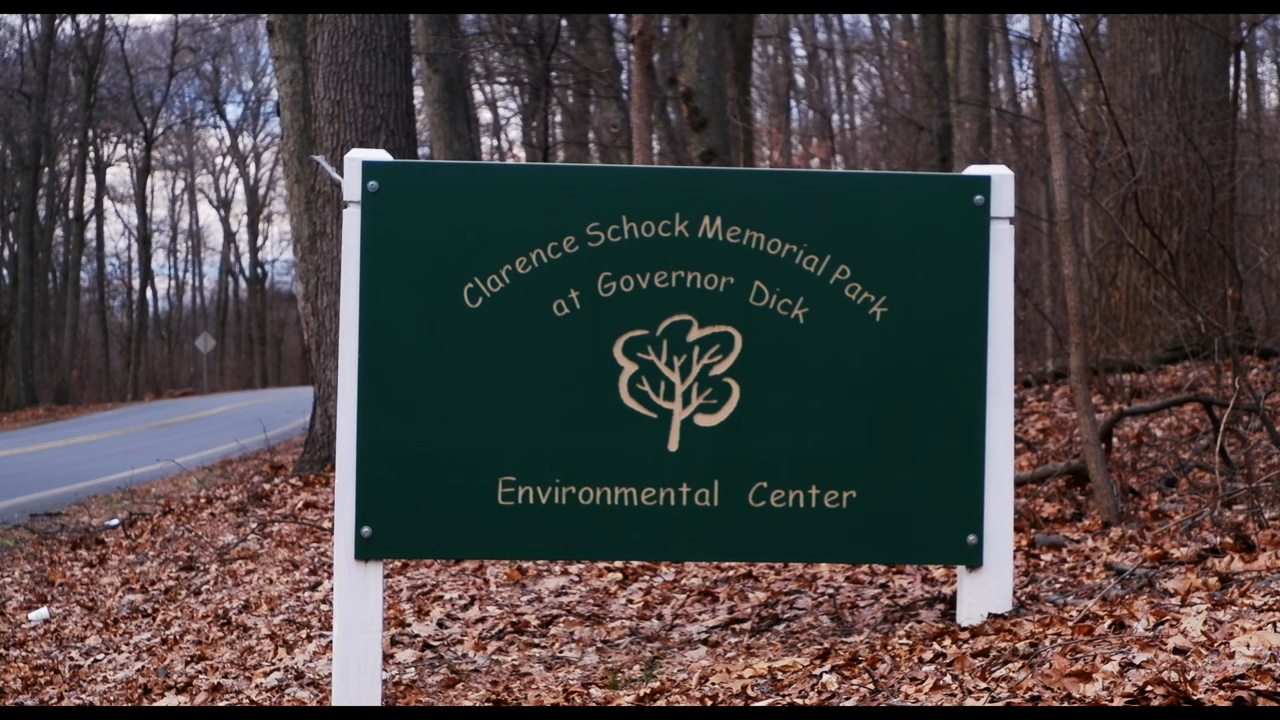 Clarence Schock Memorial Park
at Governor Dick
Environmental Center